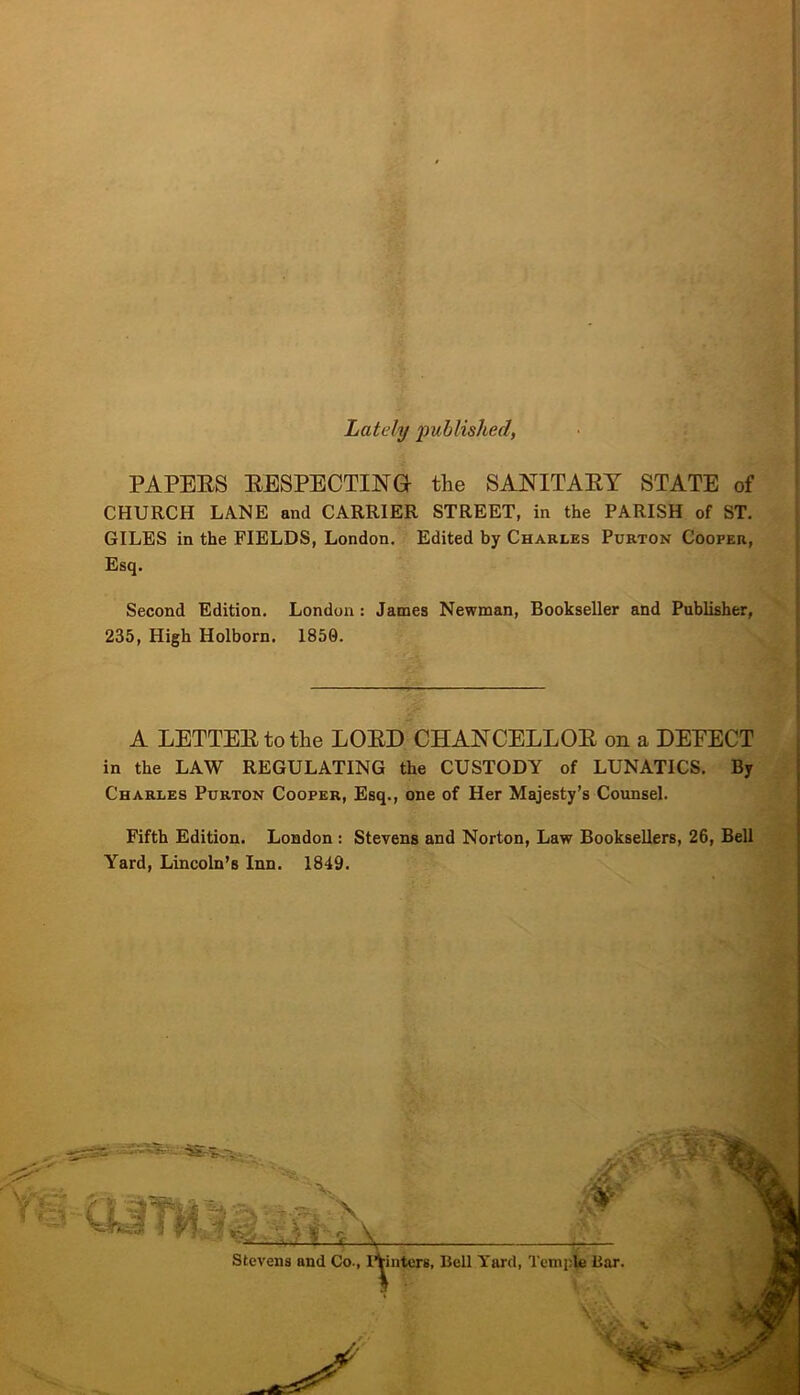 Lately published,
PAPERS RESPECTING the SANITARY STATE of
CHURCH LANE and CARRIER STREET, in the PARISH of ST.
GILES in the FIELDS, London. Edited by Charles Purton Cooper,
Esq.
Second Edition. London : James Newman, Bookseller and Publisher,
235, High Holborn. 1850.
A LETTER to the LORD CHANCELLOR on a DEFECT
in the LAW REGULATING the CUSTODY of LUNATICS. By
Charles Purton Cooper, Esq., one of Her Majesty's Counsel.
Fifth Edition. London : Stevens and Norton, Law Booksellers, 26, Bell
Yard, Lincoln's Inn. 1849.
Stevens and Co., Printers, Bell Yard, Temple Bar.